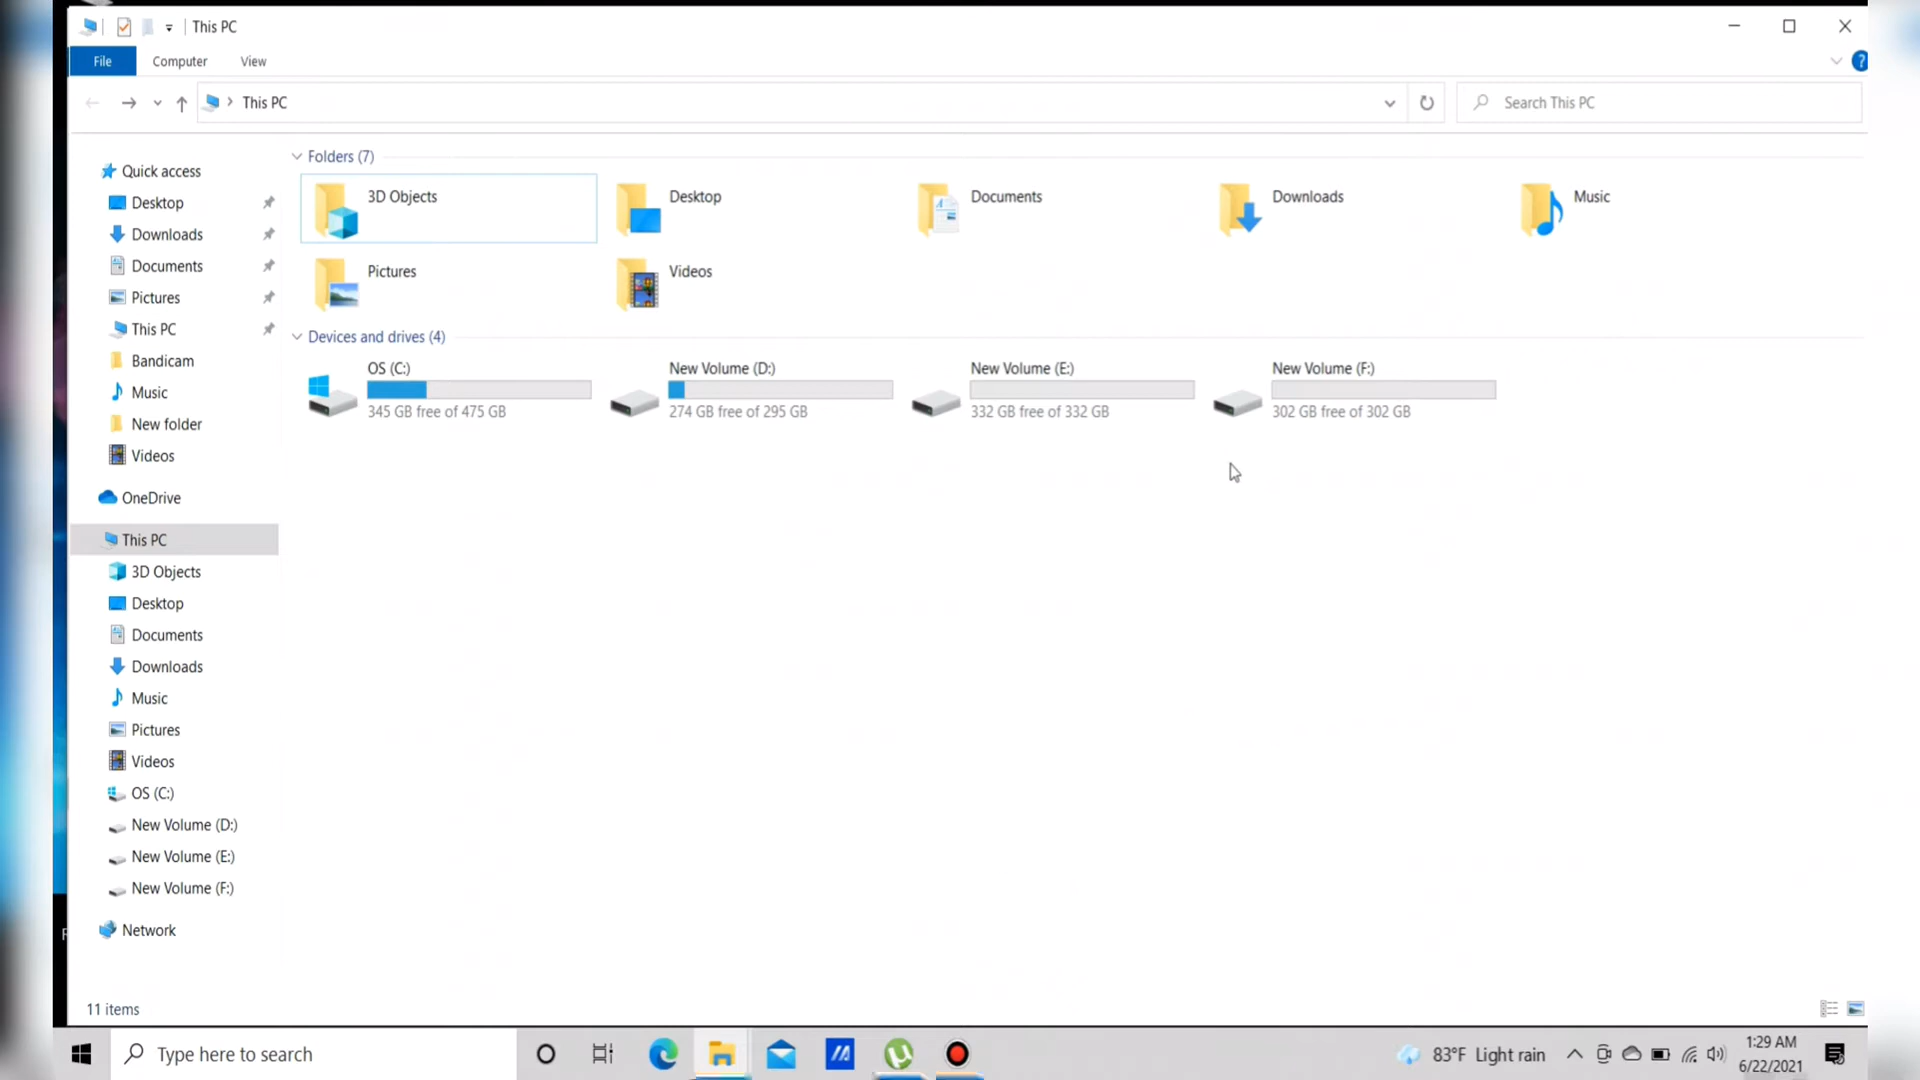 This PC
File
Computer
View
This PC
Search This PC
Quick access
Desktop
Downloads
Documents
Pictures
This PC
Bandicam
Music
New folder
Videos
OneDrive
This PC
3D Objects
Desktop
Documents
Downloads
Music
Pictures
Videos
OS (C:)
New Volume (D:)
New Volume (E:)
New Volume (F:)
Network
Folders (7)
3D Objects
Desktop
Documents
Downloads
Music
Pictures
Videos
Devices and drives (4)
OS (C:)
345 GB free of 475 GB
New Volume (D:)
274 GB free of 295 GB
New Volume (E:)
332 GB free of 332 GB
New Volume (F:)
302 GB free of 302 GB
11 items
Type here to search
83°F Light rain
1:29 AM
6/22/2021